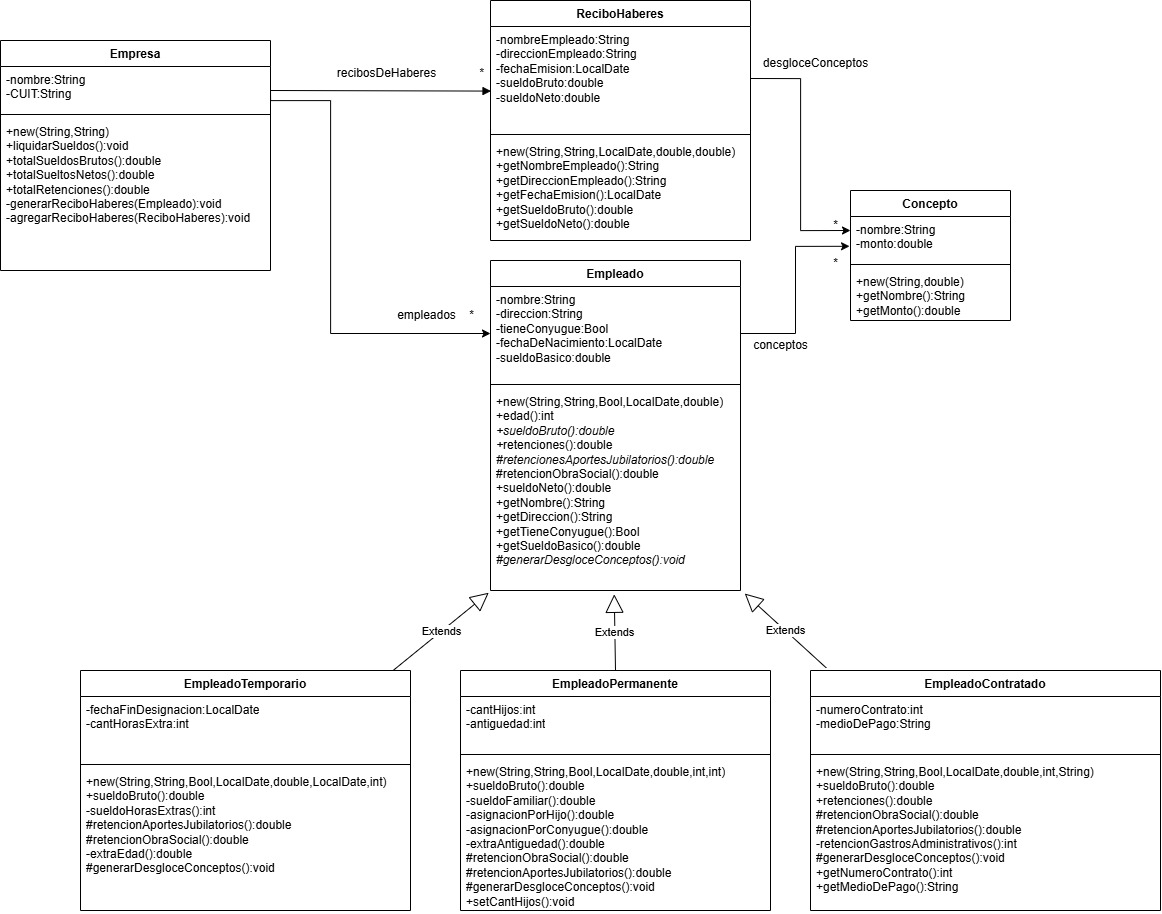 ReciboHaberes
-nombreEmpleado:String
-direccionEmpleado:String
-fechaEmision:LocalDate
-sueldoBruto:double
-sueldoNeto:double
+new(String,String,LocalDate,double,double)
+getNombreEmpleado():String
+getDireccionEmpleado():String
+getFechaEmision():LocalDate
+getSueldoBruto():double
+getSueldoNeto():double
Empresa
-nombre:String
-CUIT:String
+new(String,String)
+liquidarSueldos():void
+totalSueldosBrutos():double
+totalSueltosNetos():double
+totalRetenciones():double
-generarReciboHaberes(Empleado):void
-agregarReciboHaberes(ReciboHaberes):void
recibosDeHaberes
*
desgloceConceptos
*
Concepto
-nombre:String
-monto:double
+new(String,double)
+getNombre():String
+getMonto():double
*
conceptos
empleados
*
Empleado
-nombre:String
-direccion:String
-tieneConyugue:Bool
-fechaDeNacimiento:LocalDate
-sueldoBasico:double
+new(String,String,Bool,LocalDate,double)
+edad():int
+sueldoBruto():double
+retenciones():double
#retencionesAportesJubilatorios():double
#retencionObraSocial():double
+sueldoNeto():double
+getNombre():String
+getDireccion():String
+getTieneConyugue():Bool
+getSueldoBasico():double
#generarDesgloceConceptos():void
Extends
Extends
Extends
EmpleadoTemporario
-fechaFinDesignacion:LocalDate
-cantHorasExtra:int
+new(String,String,Bool,LocalDate,double,LocalDate,int)
+sueldoBruto():double
-sueldoHorasExtras():int
#retencionAportesJubilatorios():double
#retencionObraSocial():double
-extraEdad():double
#generarDesgloceConceptos():void
EmpleadoPermanente
-cantHijos:int
-antiguedad:int
+new(String,String,Bool,LocalDate,double,int,int)
+sueldoBruto():double
-sueldoFamiliar():double
-asignacionPorHijo():double
-asignacionPorConyugue():double
-extraAntiguedad():double
#retencionObraSocial():double
#retencionAportesJubilatorios():double
#generarDesgloceConceptos():void
+setCantHijos():void
EmpleadoContratado
-numeroContrato:int
-medioDePago:String
+new(String,String,Bool,LocalDate,double,int,String)
+sueldoBruto():double
+retenciones():double
#retencionObraSocial():double
#retencionAportesJubilatorios():double
-retencionGastrosAdministrativos():int
#generarDesgloceConceptos():void
+getNumeroContrato():int
+getMedioDePago():String